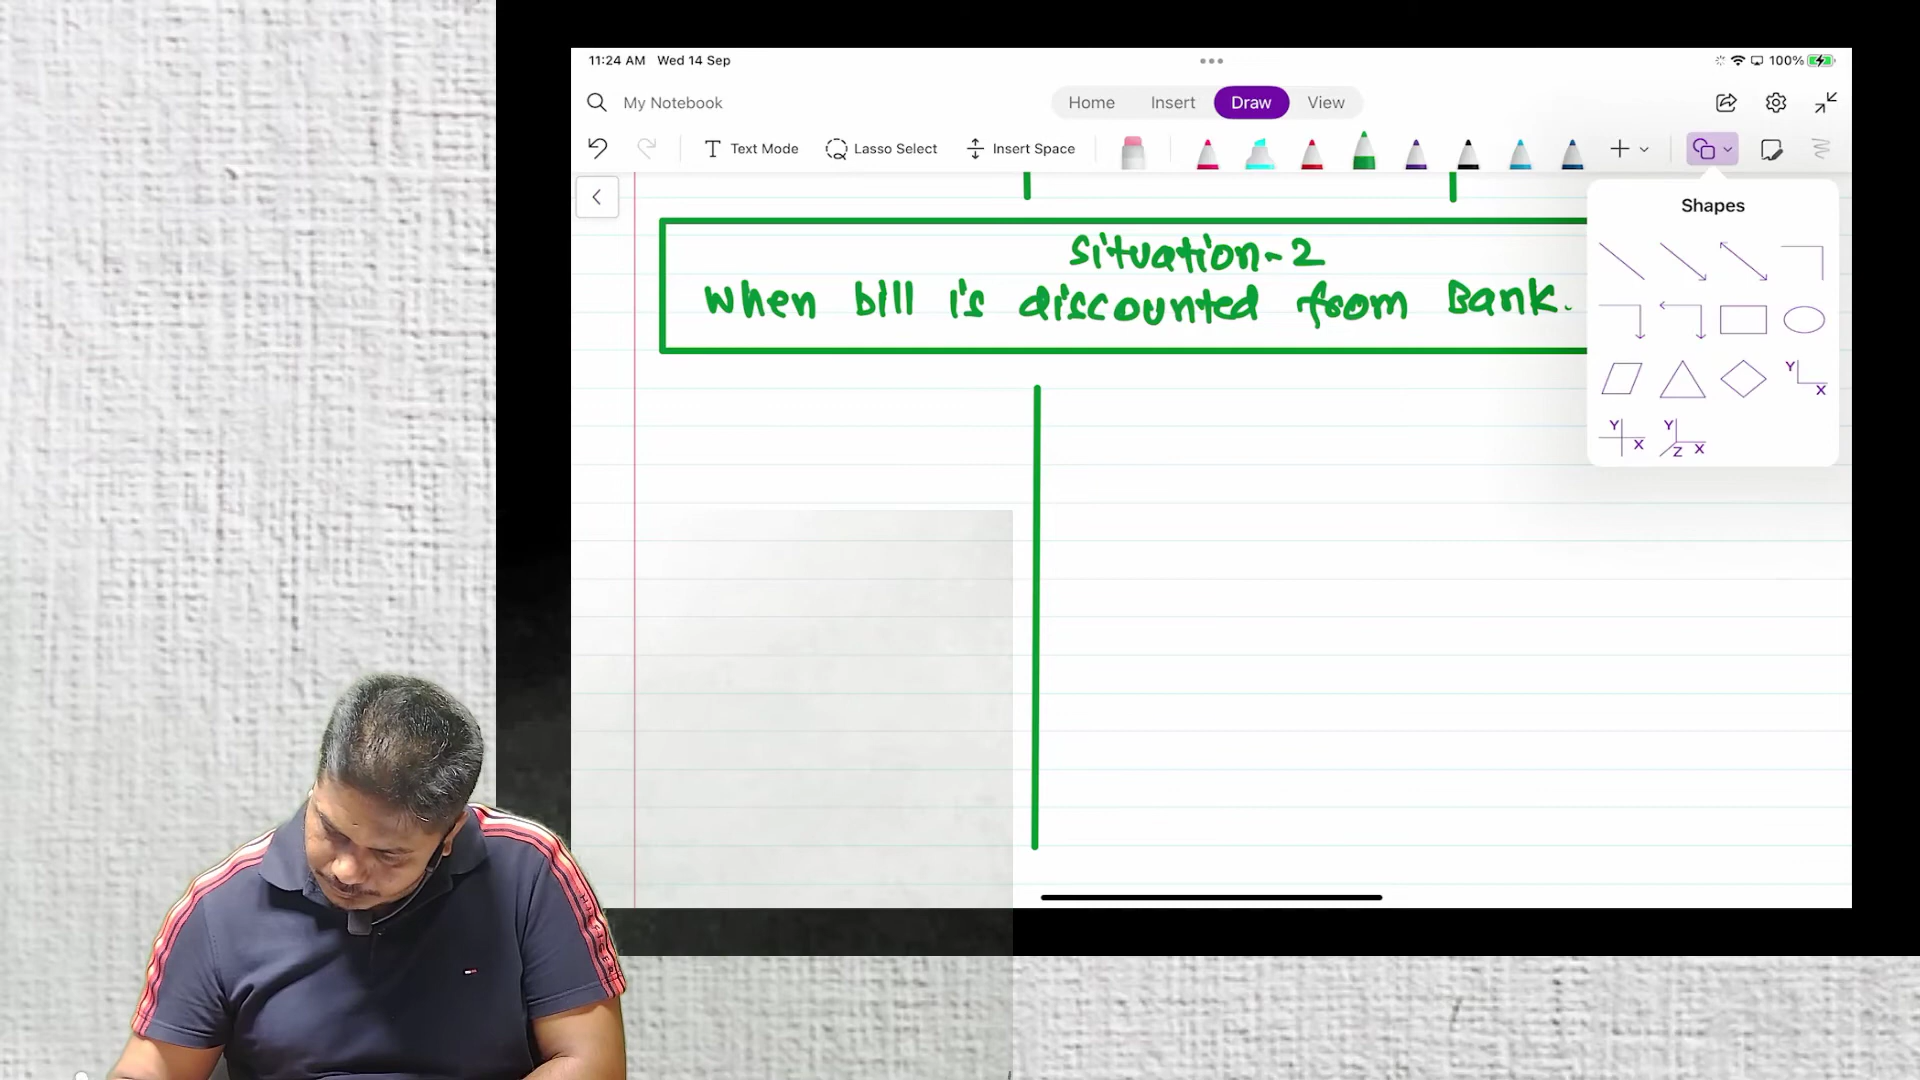 11:24 AM Wed 14 Sep
100%
My Notebook
Home Insert Draw View
Text Mode Lasso Select Insert Space
Shapes
Situation-2
When bill is discounted from Bank.
Y X
Y X
Y Z X